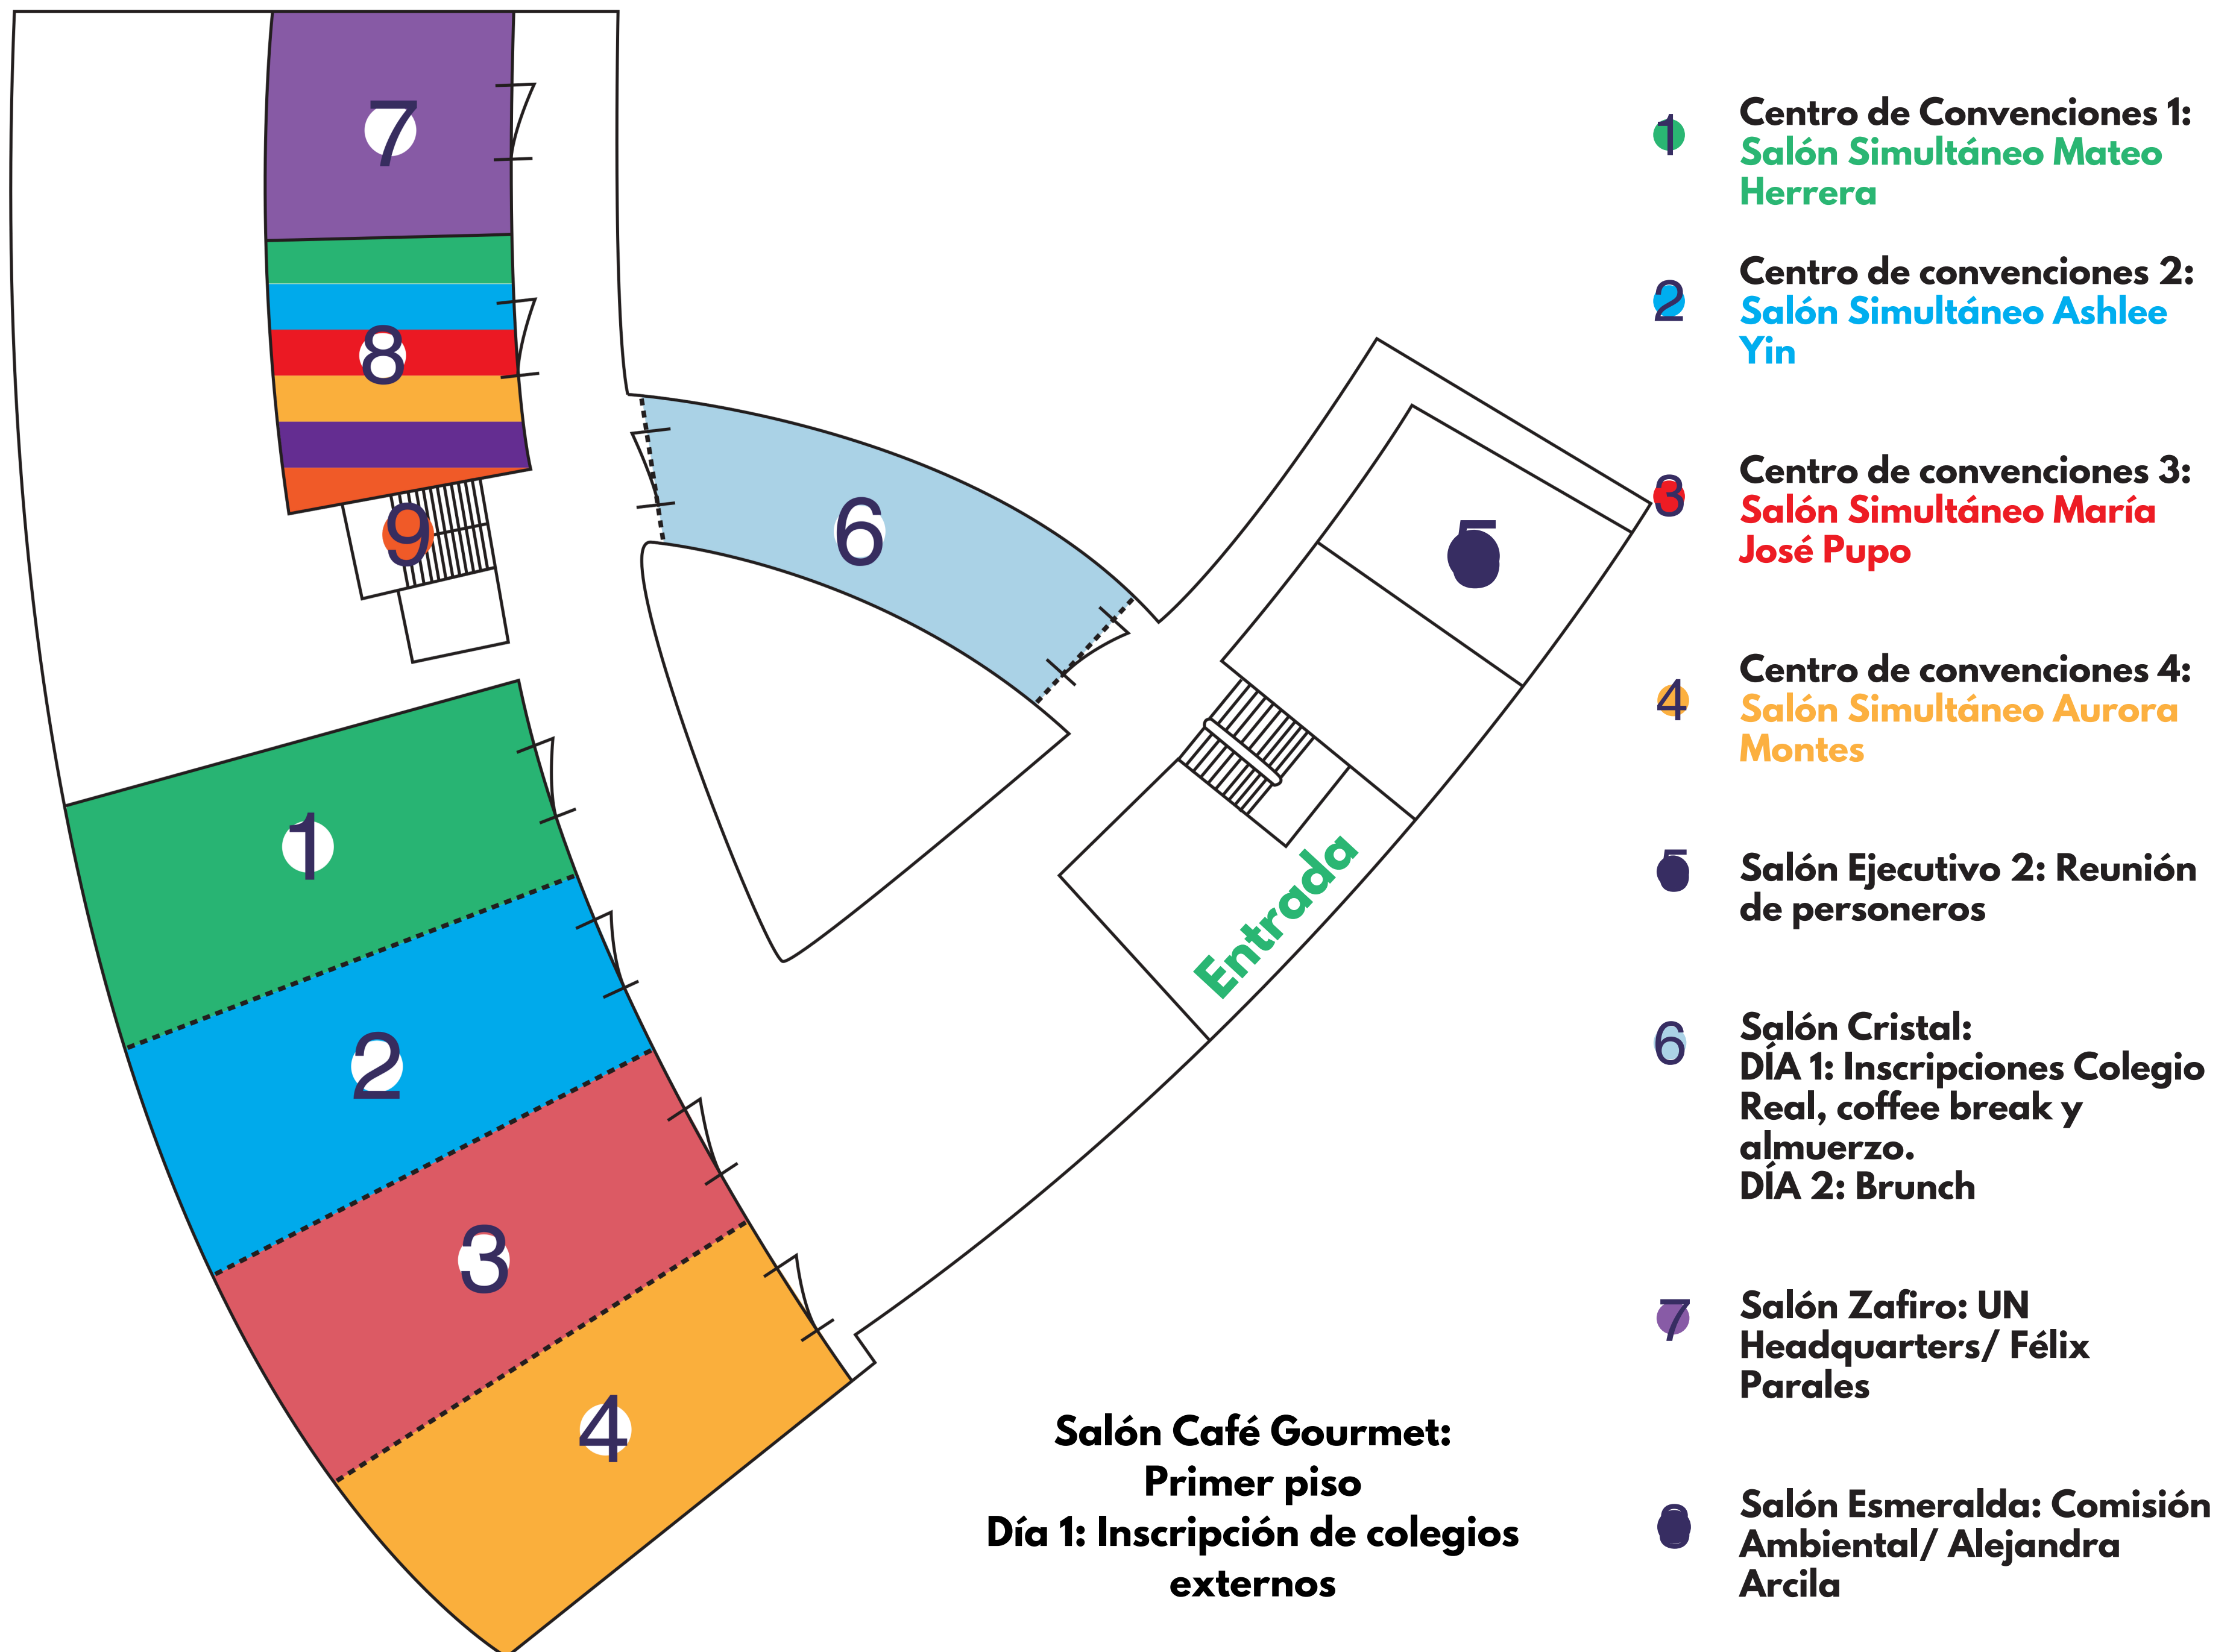 7
8
9
6
5
1
2
3
4
Entrada
1
Centro de Convenciones 1:
Salón Simultáneo Mateo
Herrera
2
Centro de convenciones 2:
Salón Simultáneo Ashlee
Yin
3
Centro de convenciones 3:
Salón Simultáneo María
José Pupo
4
Centro de convenciones 4:
Salón Simultáneo Aurora
Montes
5
Salón Ejecutivo 2: Reunión
de personeros
6
Salón Cristal:
DÍA 1: Inscripciones Colegio
Real, coffee break y
almuerzo.
DÍA 2: Brunch
7
Salón Zafiro: UN
Headquarters/ Félix
Parales
8
Salón Esmeralda: Comisión
Ambiental/ Alejandra
Arcila
Salón Café Gourmet:
Primer piso
Día 1: Inscripción de colegios
externos